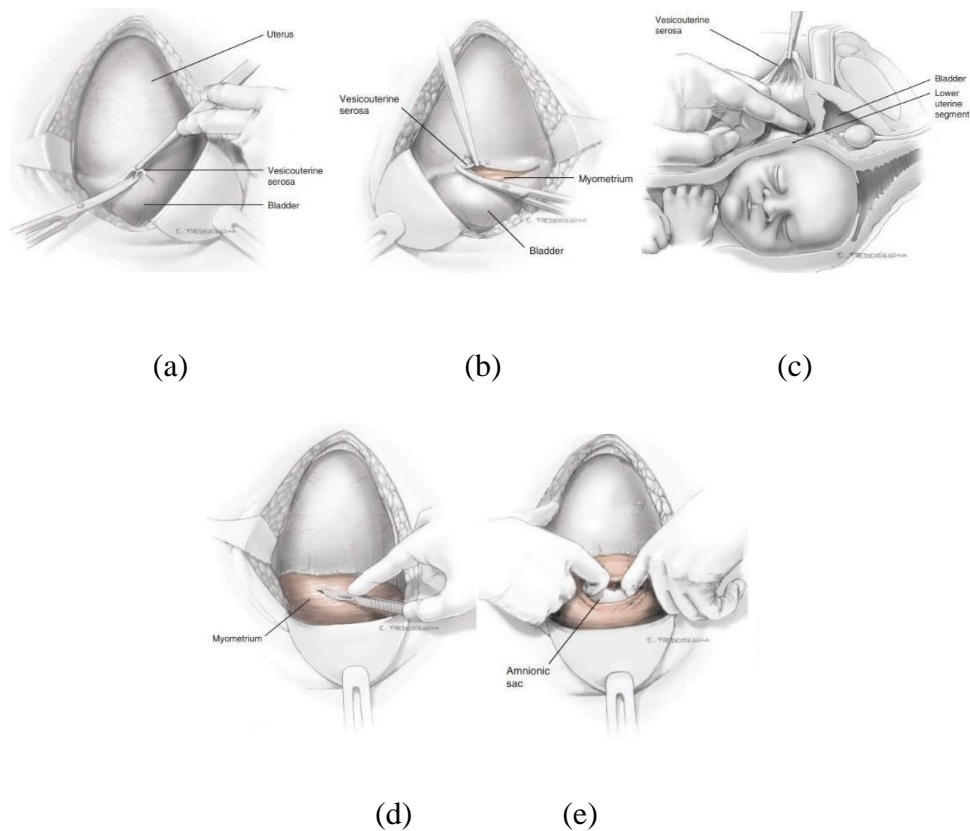 Uterus
Vesicouterine
serosa
Bladder
Vesicouterine
serosa
Myometrium
Bladder
Vesicouterine
serosa
Bladder
Lower
uterine
segment
(a)
(b)
(c)
Myometrium
Amnionic
sac
(d)
(e)